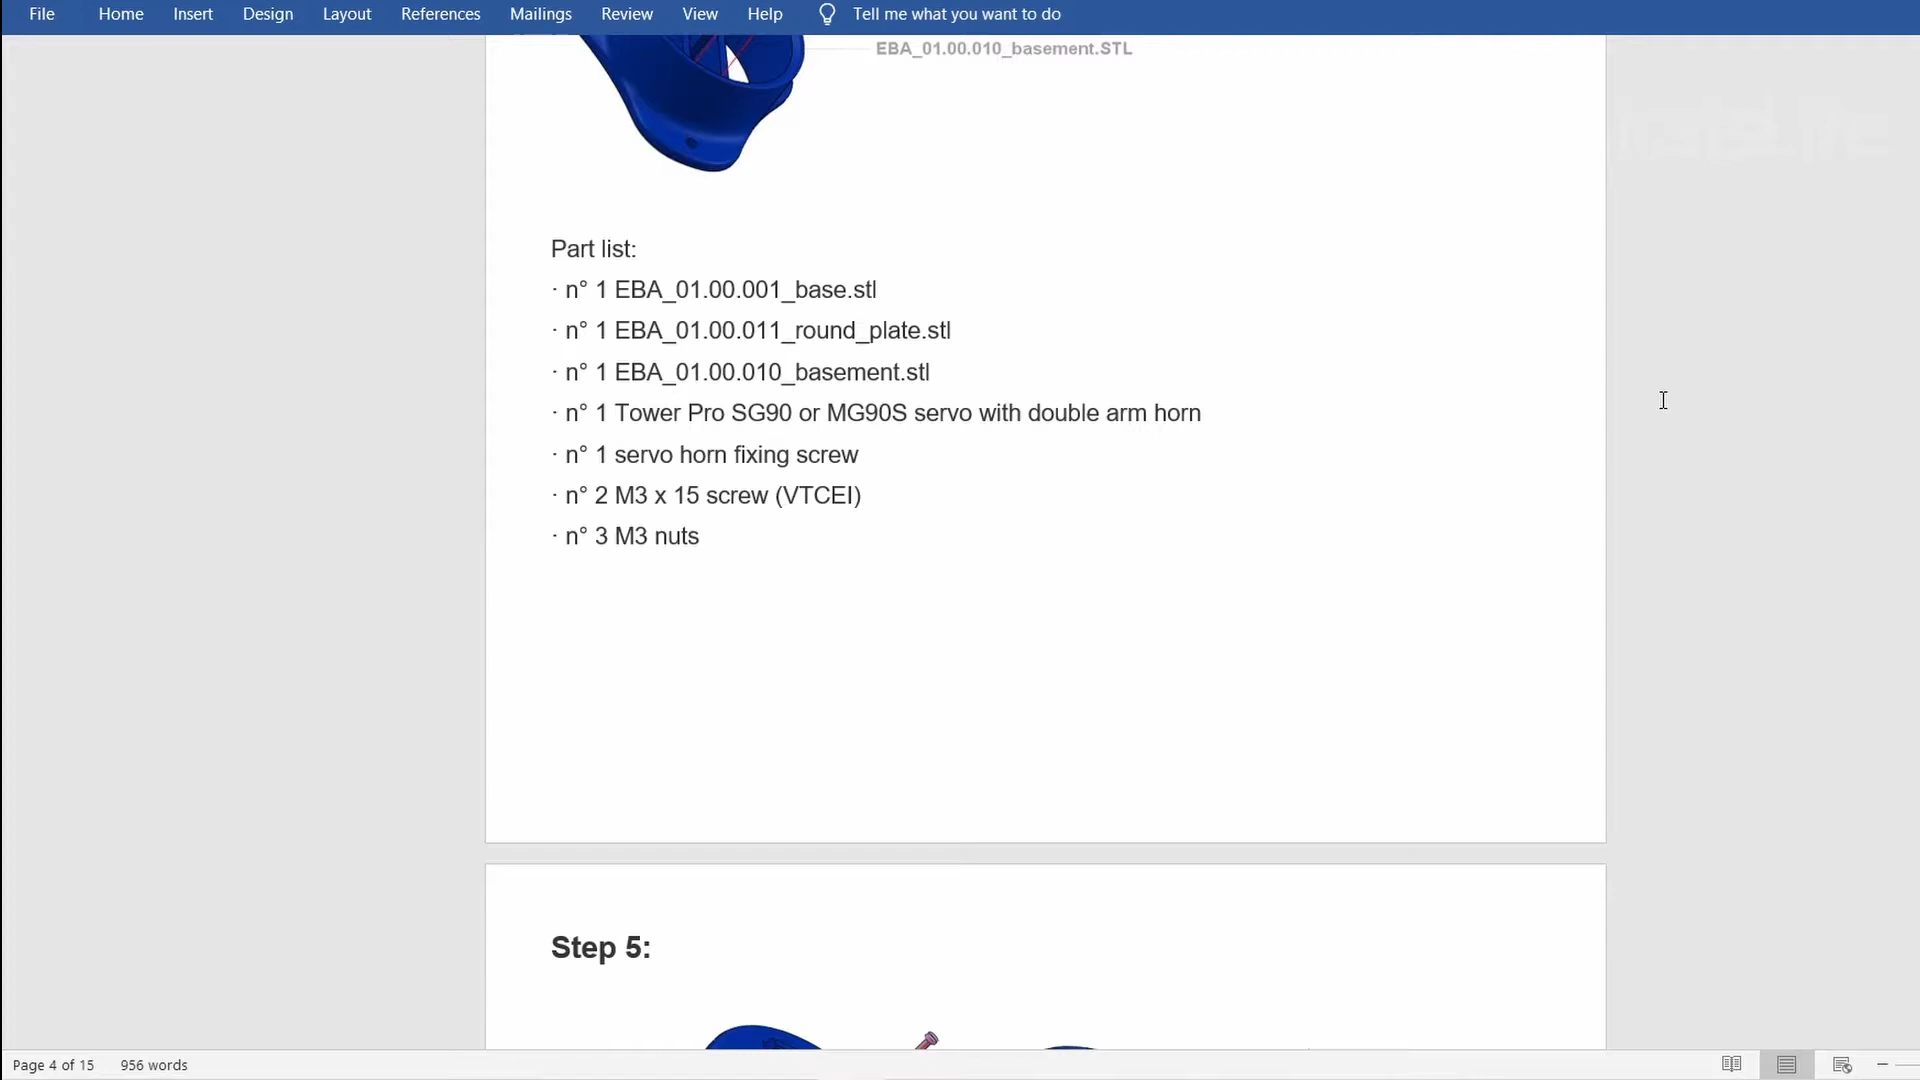 File Home Insert Design Layout References Mailings Review View Help Tell me what you want to do
EBA_01.00.010_basement.STL
Part list:
· n° 1 EBA_01.00.001_base.stl
· n° 1 EBA_01.00.011_round_plate.stl
· n° 1 EBA_01.00.010_basement.stl
· n° 1 Tower Pro SG90 or MG90S servo with double arm horn
· n° 1 servo horn fixing screw
· n° 2 M3 x 15 screw (VTCEI)
· n° 3 M3 nuts
Step 5:
Page 4 of 15 956 words